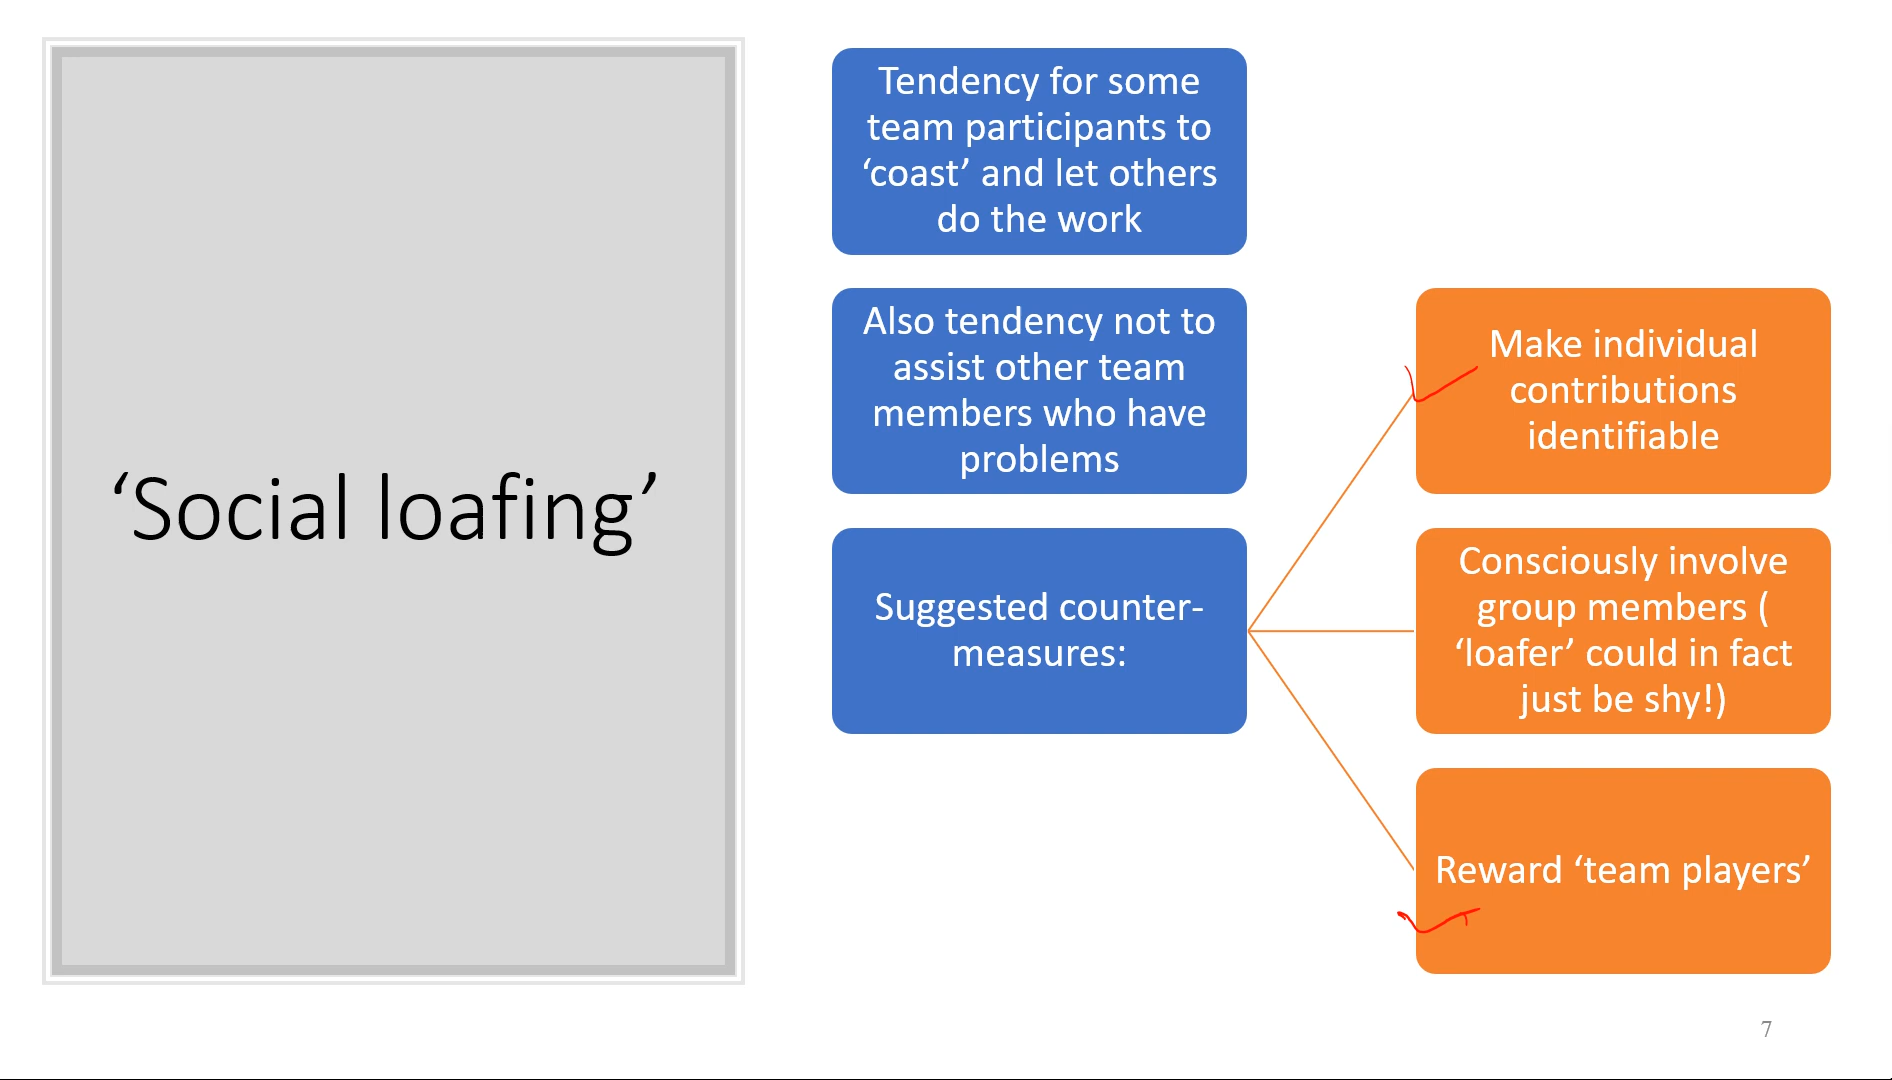 ‘Social loafing’
Tendency for some
team participants to
‘coast’ and let others
do the work
Also tendency not to
assist other team
members who have
problems
Suggested counter-
measures:
Make individual
contributions
identifiable
Consciously involve
group members (
‘loafer’ could in fact
just be shy!)
Reward ‘team players’
7